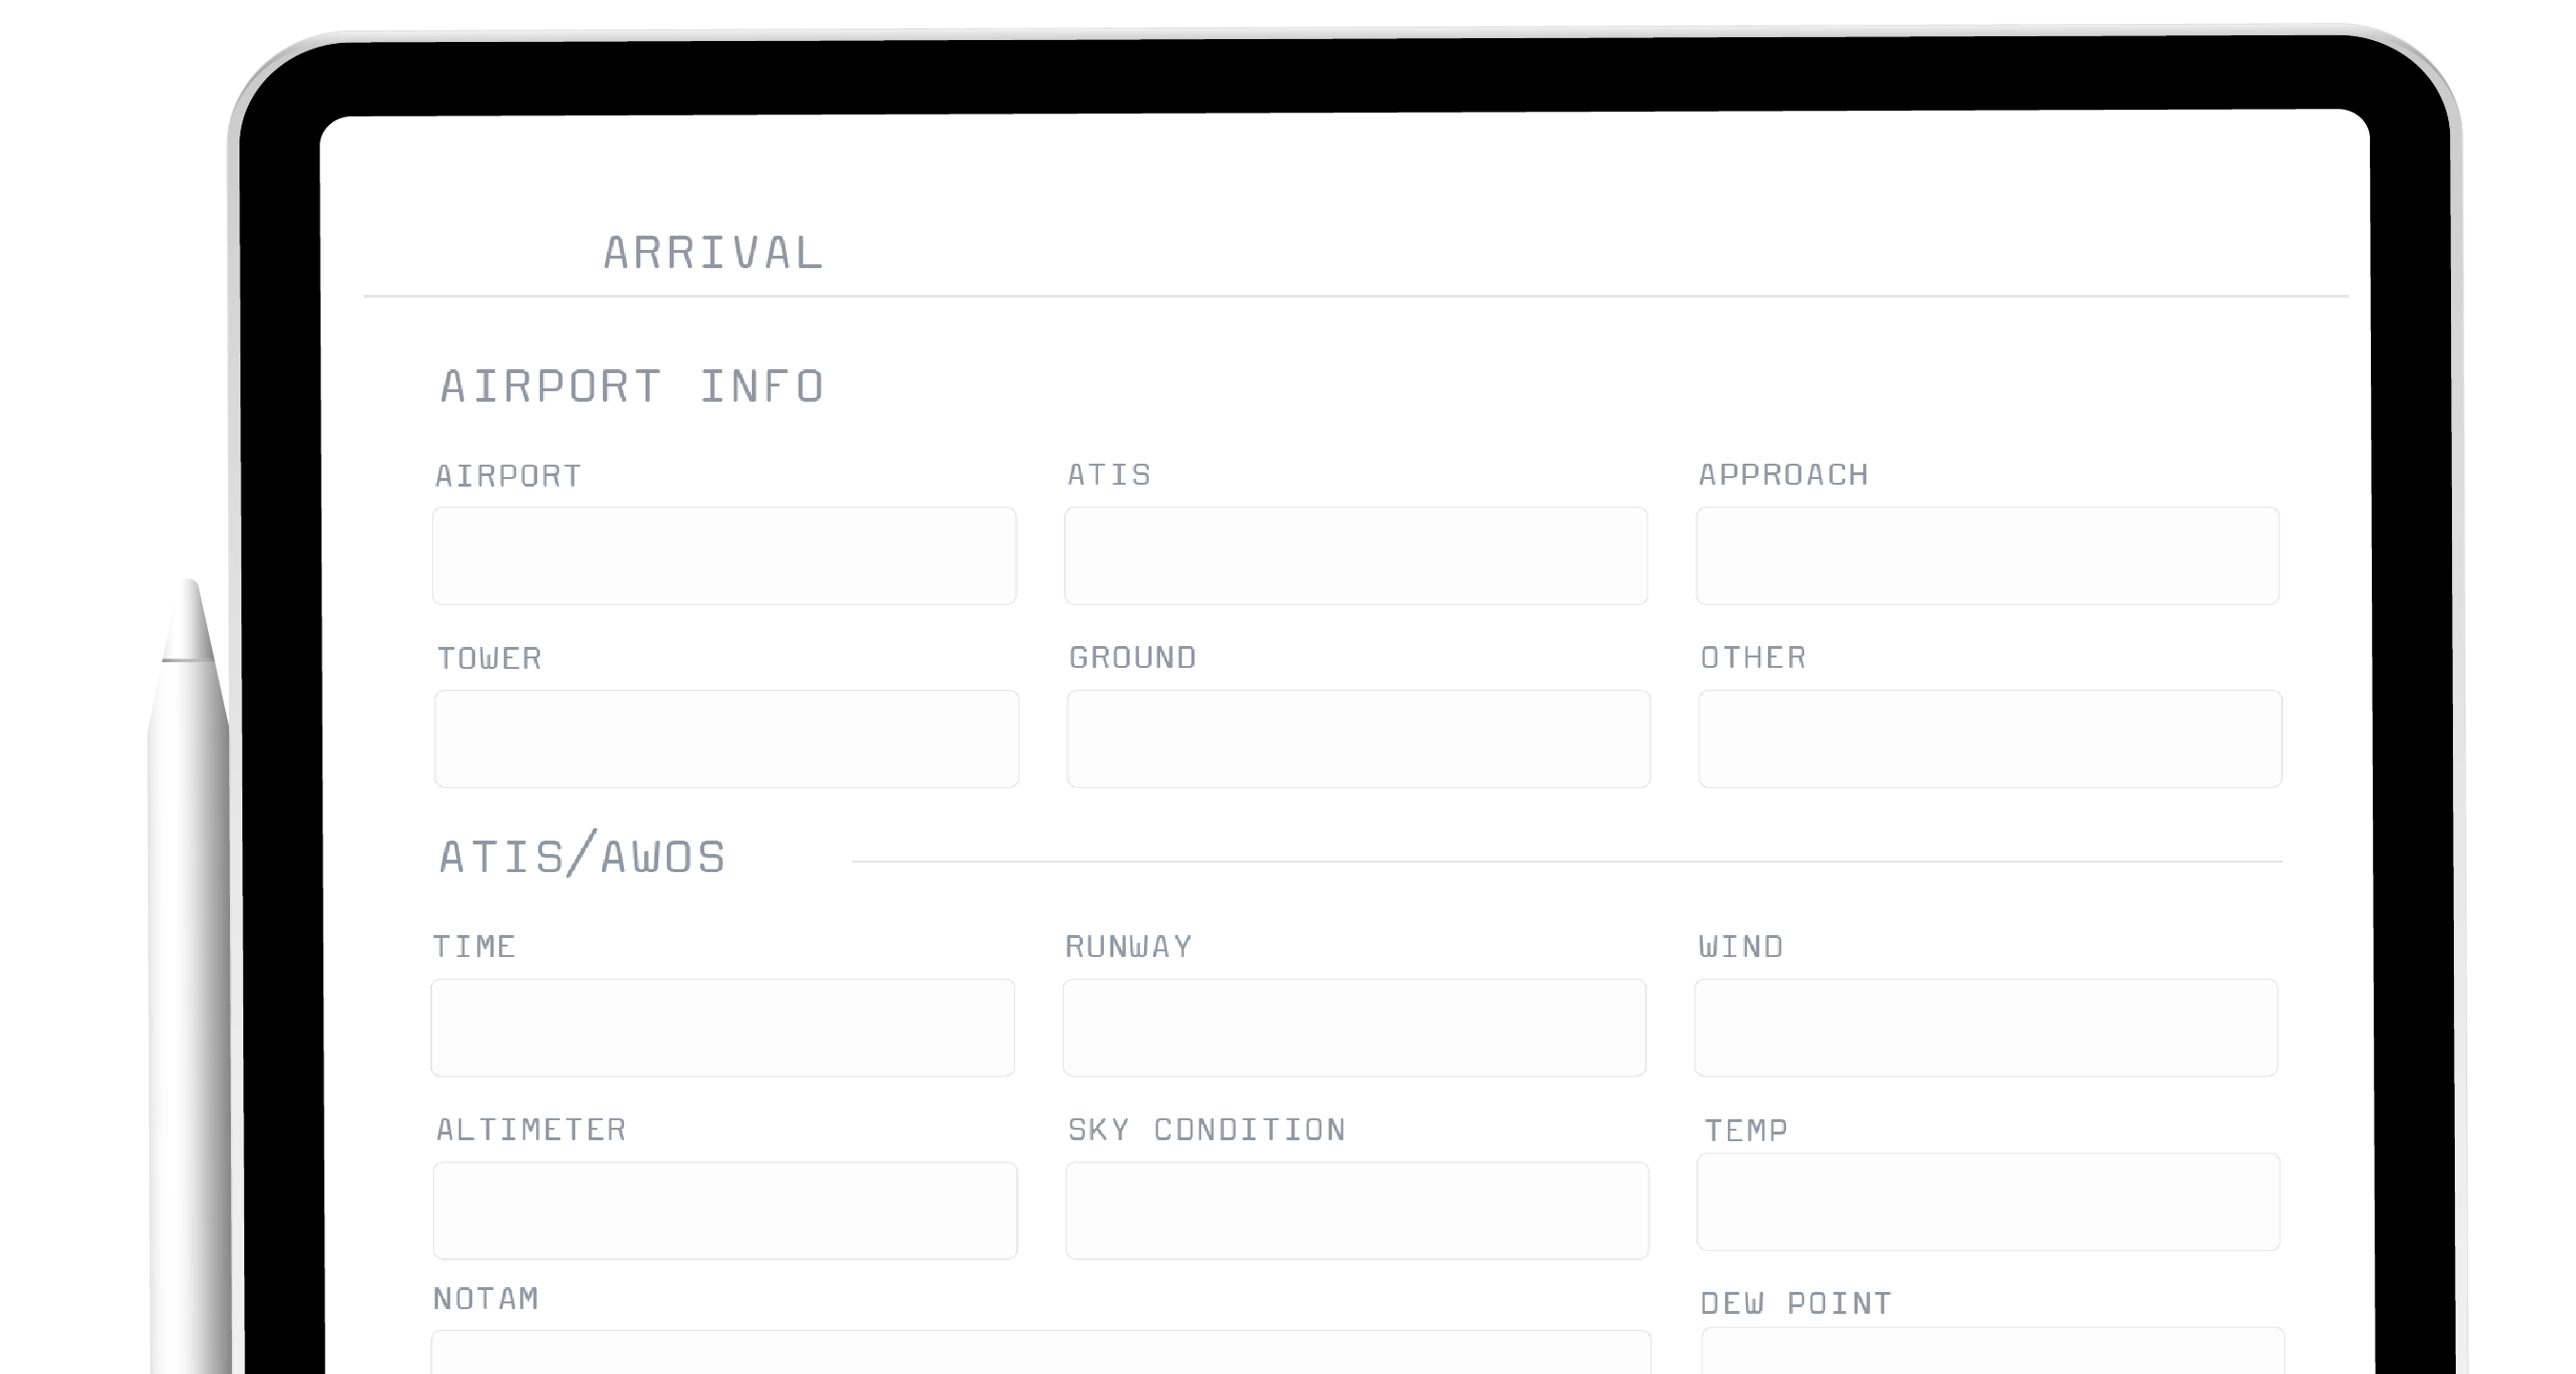 ARRIVAL
AIRPORT INFO
AIRPORT ATIS APPROACH
TOWER GROUND OTHER
ATIS/AWOS
TIME RUNWAY WIND
ALTIMETER SKY CONDITION TEMP
NOTAM DEW POINT